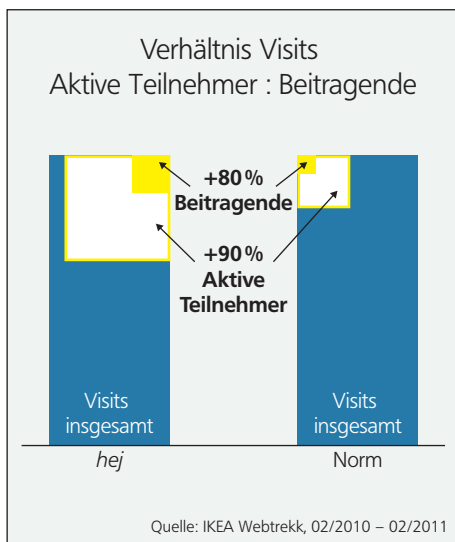 Verhältnis Visits
Aktive Teilnehmer : Beitragende
+80 %
Beitragende
+90 %
Aktive
Teilnehmer
Visits
insgesamt
Visits
insgesamt
hej
Norm
Quelle: IKEA Webtrekk, 02/2010 – 02/2011